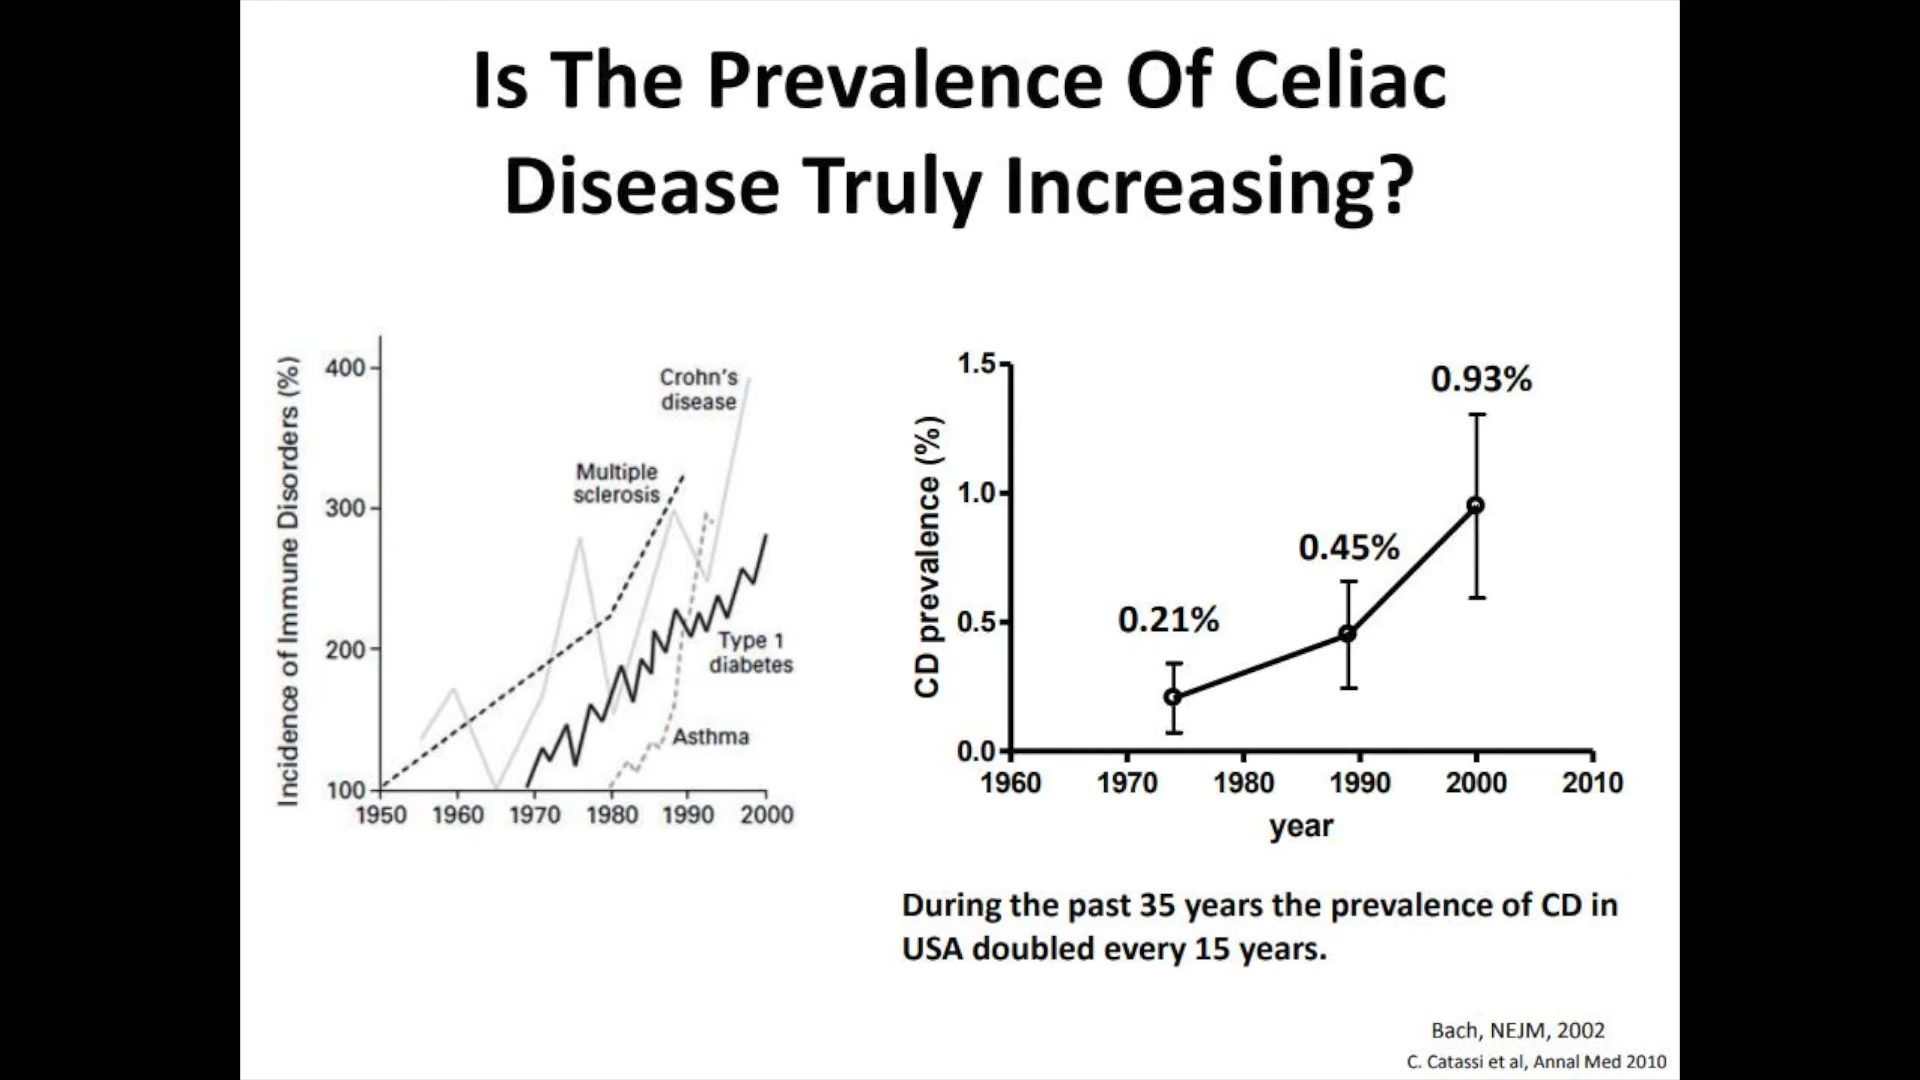 Is The Prevalence Of Celiac
Disease Truly Increasing?
Incidence of Immune Disorders (%)
400
300
200
100
1950 1960 1970 1980 1990 2000
Crohn's
disease
Multiple
sclerosis
Type 1
diabetes
Asthma
CD prevalence (%)
1.5
1.0
0.5
0.0
0.21%
0.45%
0.93%
1960 1970 1980 1990 2000 2010
year
During the past 35 years the prevalence of CD in
USA doubled every 15 years.
Bach, NEJM, 2002
C. Catassi et al, Annal Med 2010